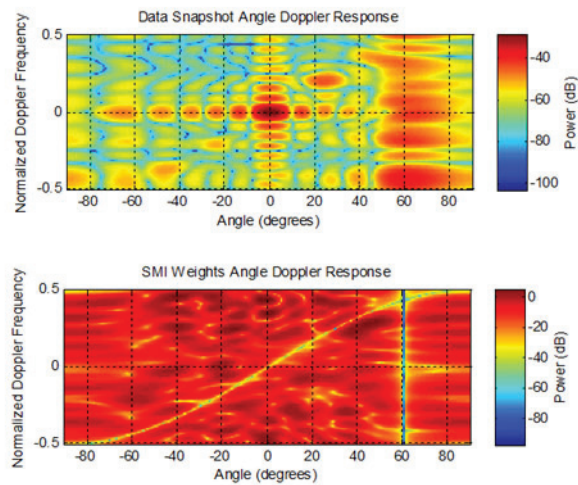 Data Snapshot Angle Doppler Response
Normalized Doppler Frequency
0.5
0
-0.5
-80 -60 -40 -20 0 20 40 60 80
Angle (degrees)
-40
-60
-80
-100
Power (dB)
SMI Weights Angle Doppler Response
Normalized Doppler Frequency
0.5
0
-0.5
-80 -60 -40 -20 0 20 40 60 80
Angle (degrees)
0
-20
-40
-60
-80
Power (dB)